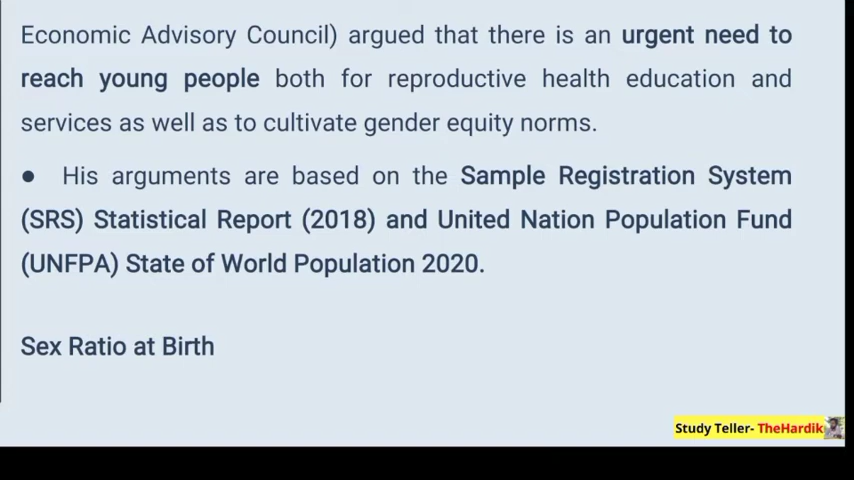 Economic Advisory Council) argued that there is an urgent need to
reach young people both for reproductive health education and
services as well as to cultivate gender equity norms.
● His arguments are based on the Sample Registration System
(SRS) Statistical Report (2018) and United Nation Population Fund
(UNFPA) State of World Population 2020.
Sex Ratio at Birth
Study Teller- TheHardik